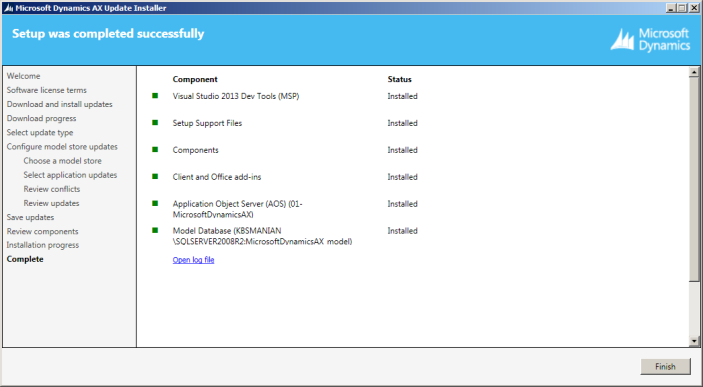 Microsoft Dynamics AX Update Installer
Setup was completed successfully
Microsoft
Dynamics
Welcome
Software license terms
Download and install updates
Download progress
Select update type
Configure model store updates
Choose a model store
Select application updates
Review conflicts
Review updates
Save updates
Review components
Installation progress
Complete
Component Status
Visual Studio 2013 Dev Tools (MSP) Installed
Setup Support Files Installed
Components Installed
Client and Office add-ins Installed
Application Object Server (AOS) (01- Installed
MicrosoftDynamicsAX)
Model Database (KBSMANIAN Installed
\SQLSERVER2008R2:MicrosoftDynamicsAX_model)
Open log file
Finish